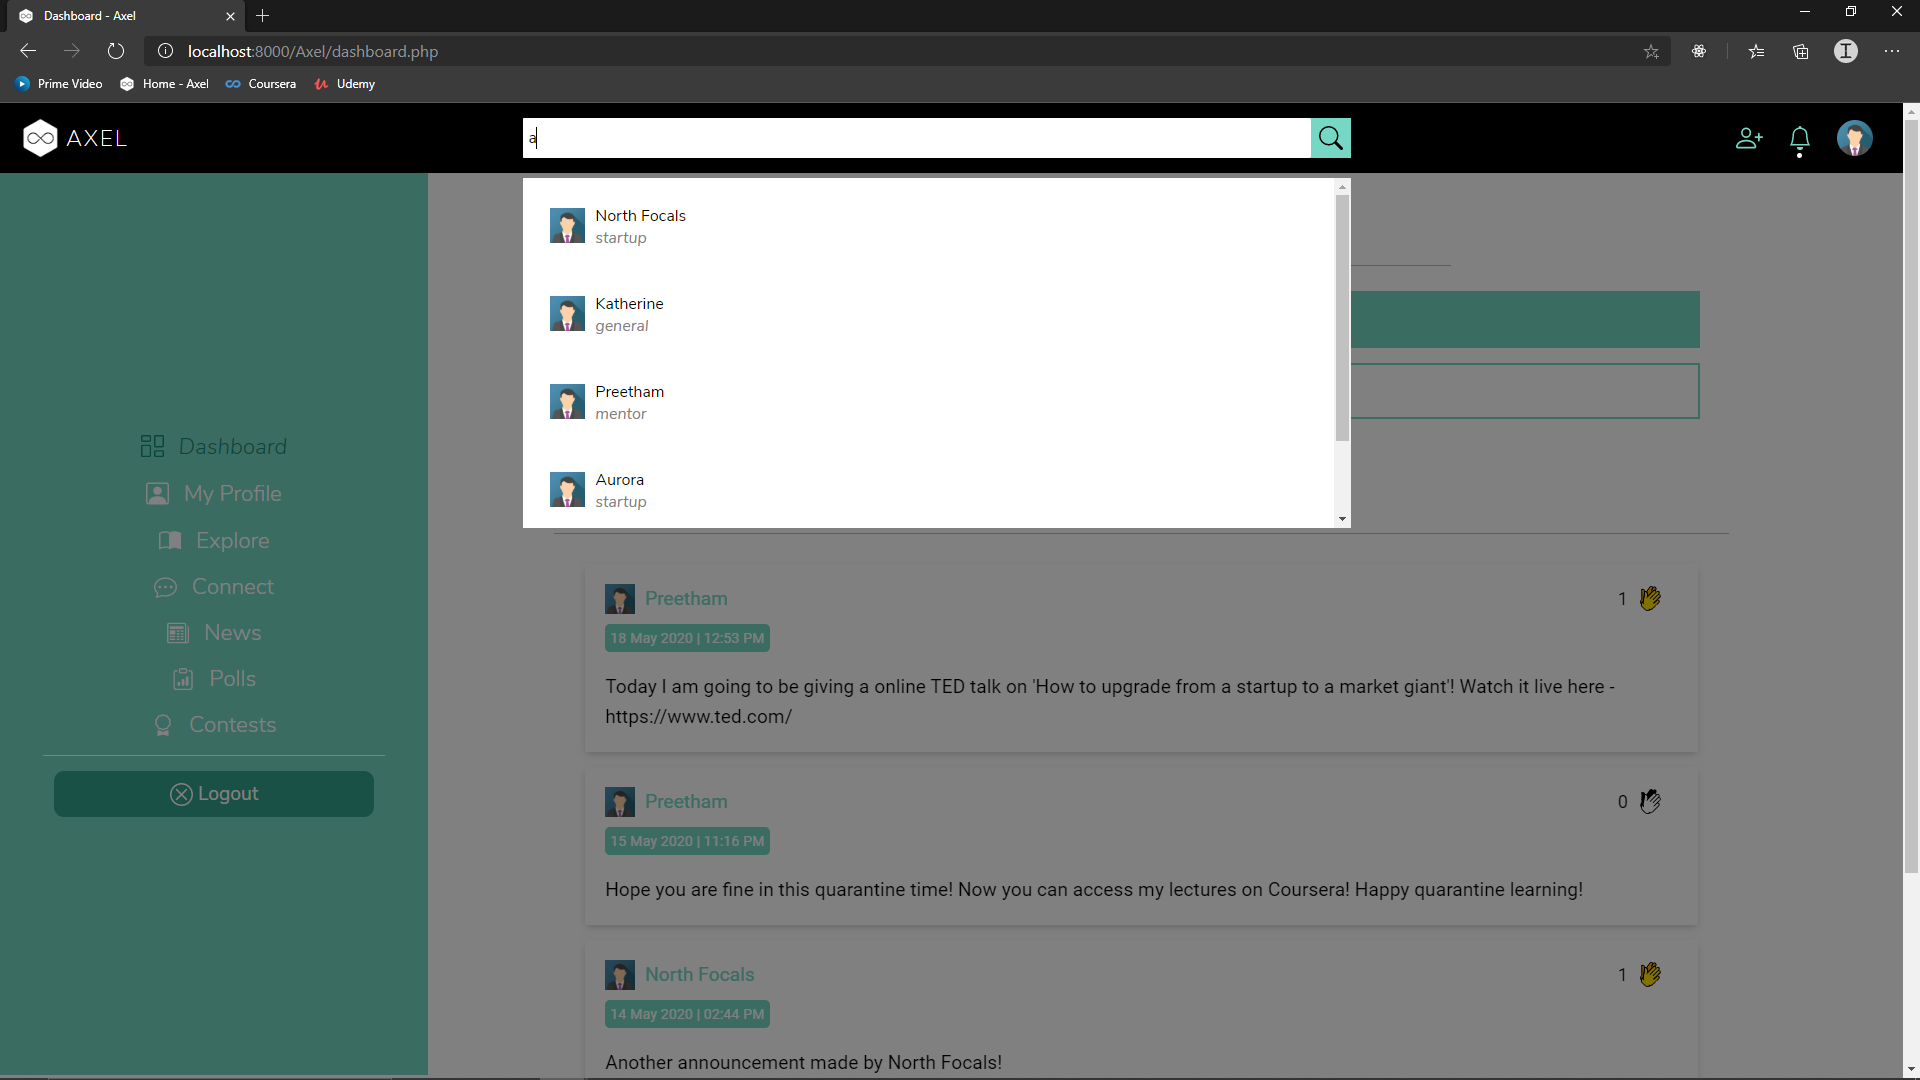 Dashboard - Axel
localhost:8000/Axel/dashboard.php
Prime Video
Home - Axel
Coursera
Udemy
AXEL
a
North Focals
startup
Katherine
general
Preetham
mentor
Aurora
startup
Dashboard
My Profile
Explore
Connect
News
Polls
Contests
Logout
Preetham
1
18 May 2020 | 12:53 PM
Today I am going to be giving a online TED talk on 'How to upgrade from a startup to a market giant'! Watch it live here -
https://www.ted.com/
Preetham
0
15 May 2020 | 11:16 PM
Hope you are fine in this quarantine time! Now you can access my lectures on Coursera! Happy quarantine learning!
North Focals
1
14 May 2020 | 02:44 PM
Another announcement made by North Focals!